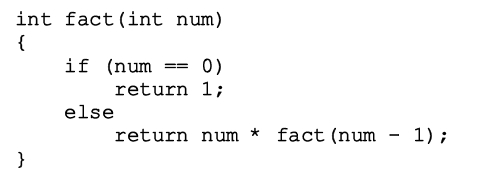 int fact(int num)
{
    if (num == 0)
        return 1;
    else
        return num * fact(num - 1);
}